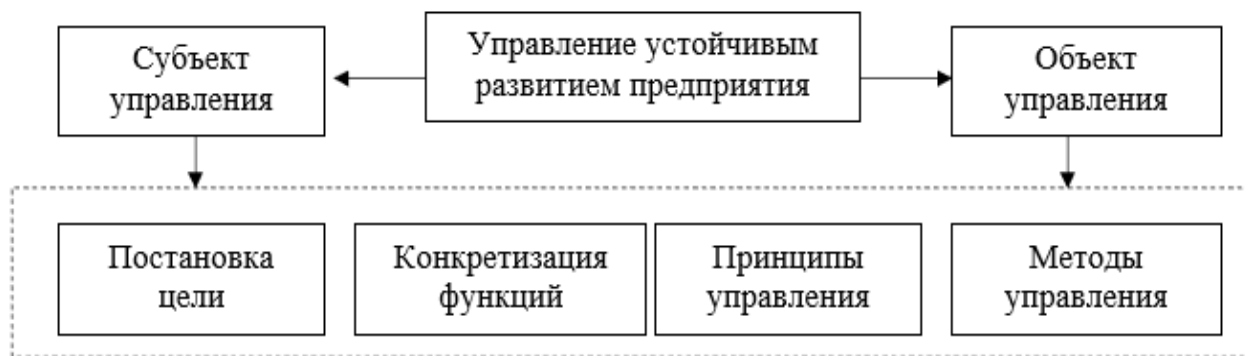 Субъект
управления
Управление устойчивым
развитием предприятия
Объект
управления
Постановка
цели
Конкретизация
функций
Принципы
управления
Методы
управления